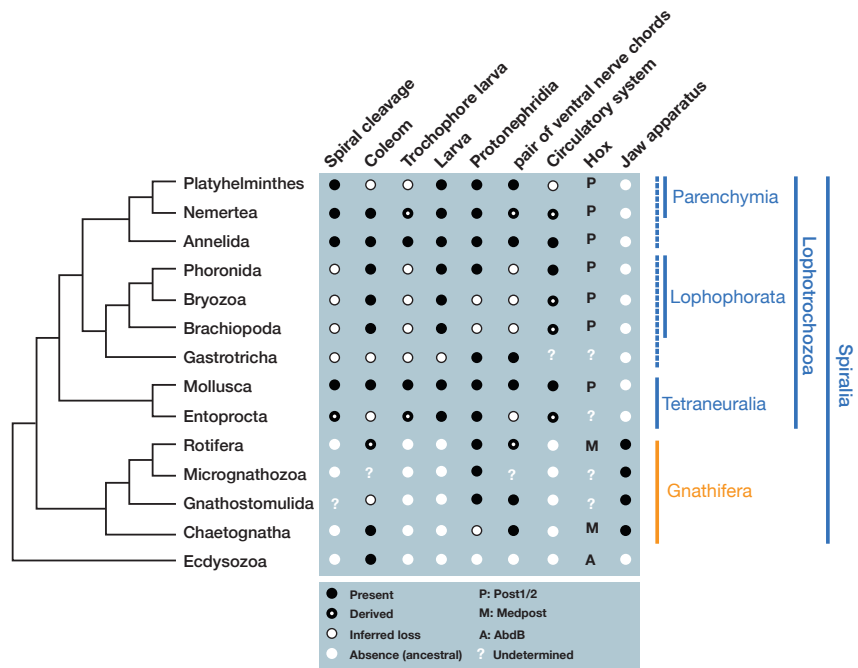 Spiral cleavage
Coleom
Trochophore larva
Larva
Protonephridia
pair of ventral nerve chords
Circulatory system
Hox
Jaw apparatus
Platyhelminthes P
Nemertea P
Annelida P
Phoronida P
Bryozoa P
Brachiopoda P
Gastrotricha ? ?
Mollusca P
Entoprocta ?
Rotifera M
Micrognathozoa ? ? ?
Gnathostomulida ? ?
Chaetognatha M
Ecdysozoa A
Parenchymia
Lophophorata
Tetraneuralia
Gnathifera
Lophotrochozoa
Spiralia
Present P: Post1/2
Derived M: Medpost
Inferred loss A: AbdB
Absence (ancestral) ? Undetermined